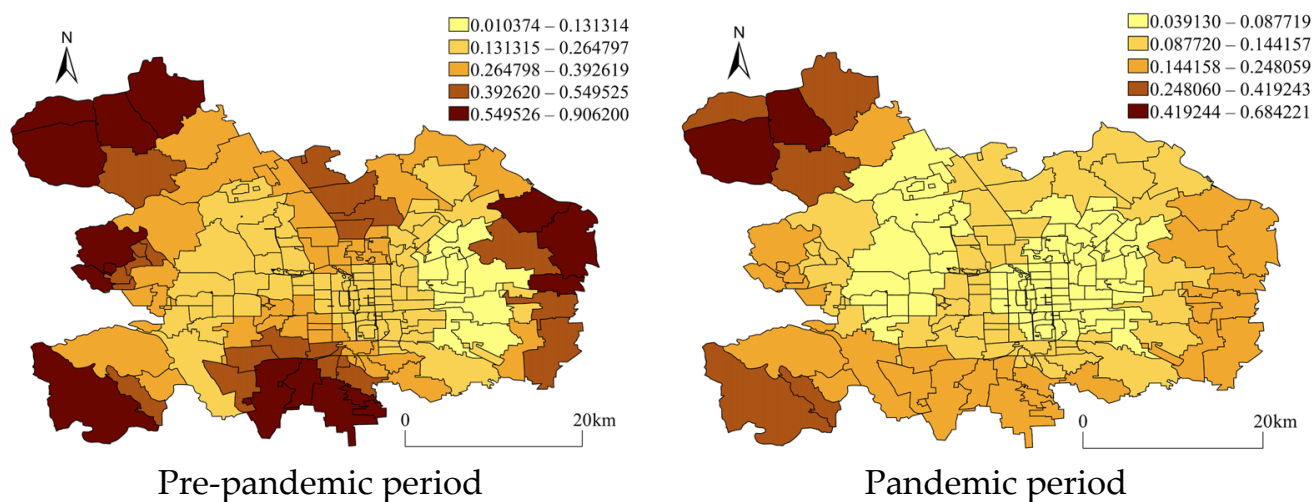 N
0.010374 – 0.131314
0.131315 – 0.264797
0.264798 – 0.392619
0.392620 – 0.549525
0.549526 – 0.906200
0 20km
Pre-pandemic period
N
0.039130 – 0.087719
0.087720 – 0.144157
0.144158 – 0.248059
0.248060 – 0.419243
0.419244 – 0.684221
0 20km
Pandemic period